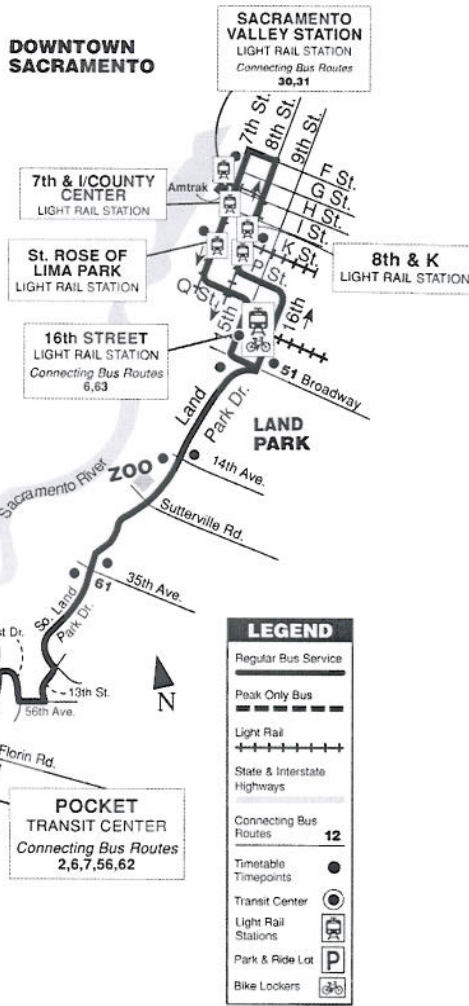 SACRAMENTO
VALLEY STATION
LIGHT RAIL STATION
Connecting Bus Routes
30,31
DOWNTOWN
SACRAMENTO
7th St.
8th St.
9th St.
F St.
G St.
H St.
I St.
K St.
7th & I/COUNTY
CENTER
LIGHT RAIL STATION
Amtrak
St. ROSE OF
LIMA PARK
LIGHT RAIL STATION
8th & K
LIGHT RAIL STATION
P St.
Q St.
15th
16th
16th STREET
LIGHT RAIL STATION
Connecting Bus Routes
6,63
51 Broadway
Land
Park Dr.
LAND
PARK
ZOO
14th Ave.
Sacramento River
Sutterville Rd.
61
35th Ave.
So. Land
Park Dr.
st Dr.
13th St.
56th Ave.
N
Florin Rd.
POCKET
TRANSIT CENTER
Connecting Bus Routes
2,6,7,56,62
LEGEND
Regular Bus Service
Peak Only Bus
Light Rail
State & Interstate
Highways
Connecting Bus
Routes 12
Timetable
Timepoints
Transit Center
Light Rail
Stations
Park & Ride Lot P
Bike Lockers